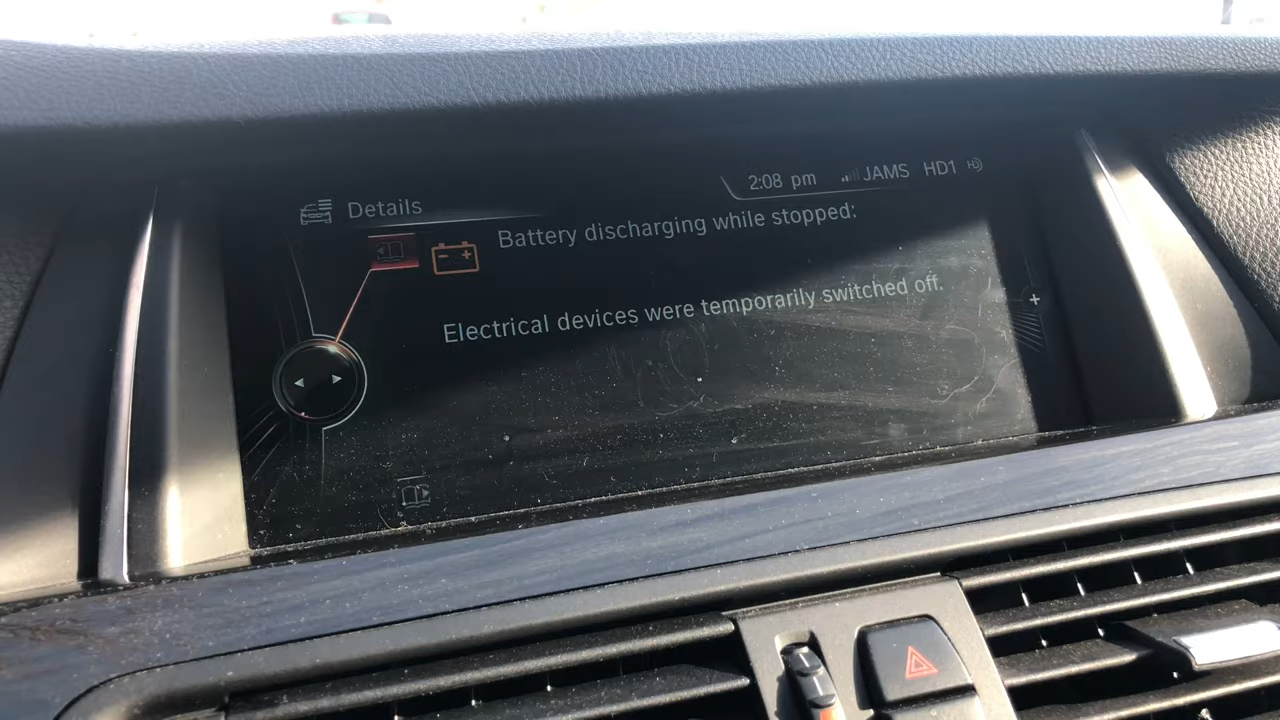 2:08 pm JAMS HD1
Details
Battery discharging while stopped:
Electrical devices were temporarily switched off.